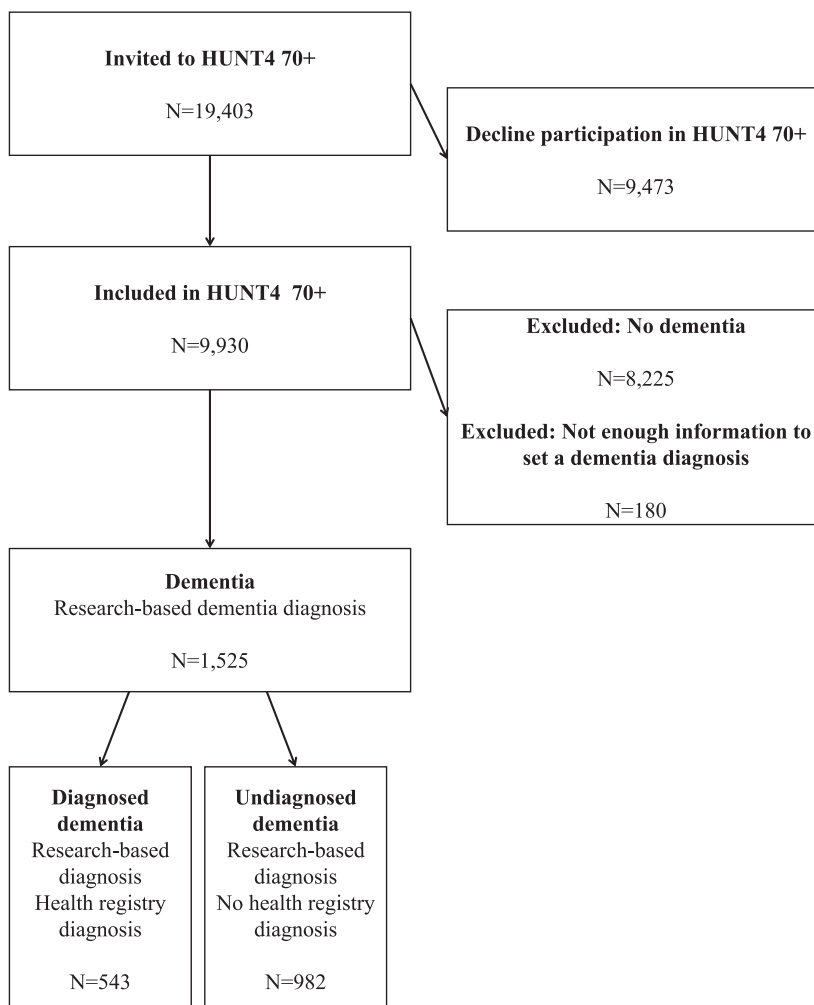 Invited to HUNT4 70+
N=19,403
Decline participation in HUNT4 70+
N=9,473
Included in HUNT4 70+
N=9,930
Excluded: No dementia
N=8,225
Excluded: Not enough information to
set a dementia diagnosis
N=180
Dementia
Research-based dementia diagnosis
N=1,525
Diagnosed
dementia
Research-based
diagnosis
Health registry
diagnosis
N=543
Undiagnosed
dementia
Research-based
diagnosis
No health registry
diagnosis
N=982